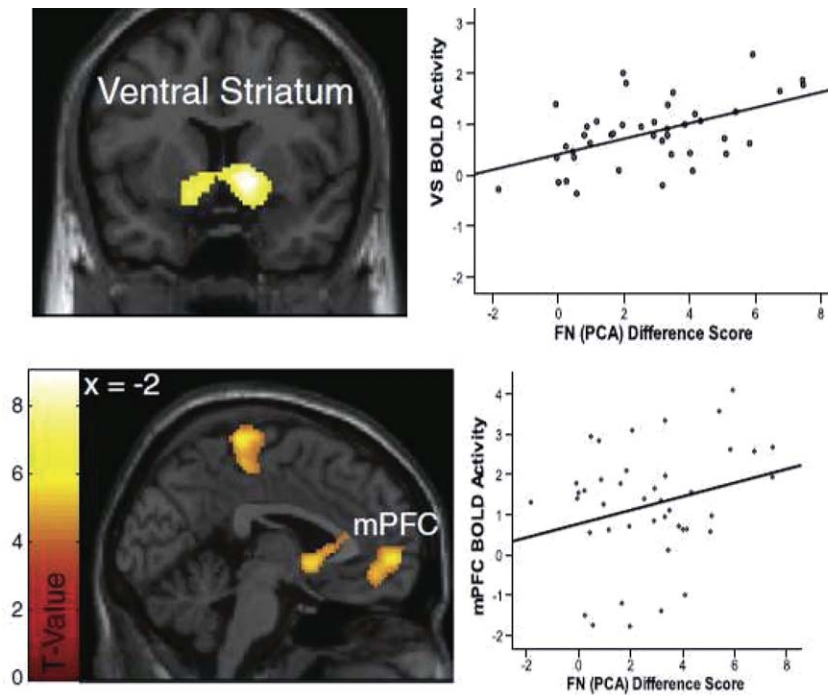 Ventral Striatum
VS BOLD Activity
3
2
1
0
-1
-2
-2 0 2 4 6 8
FN (PCA) Difference Score
x = -2
mPFC
T-Value
8
6
4
2
0
mPFC BOLD Activity
5
4
3
2
1
0
-1
-2
-2 0 2 4 6 8
FN (PCA) Difference Score